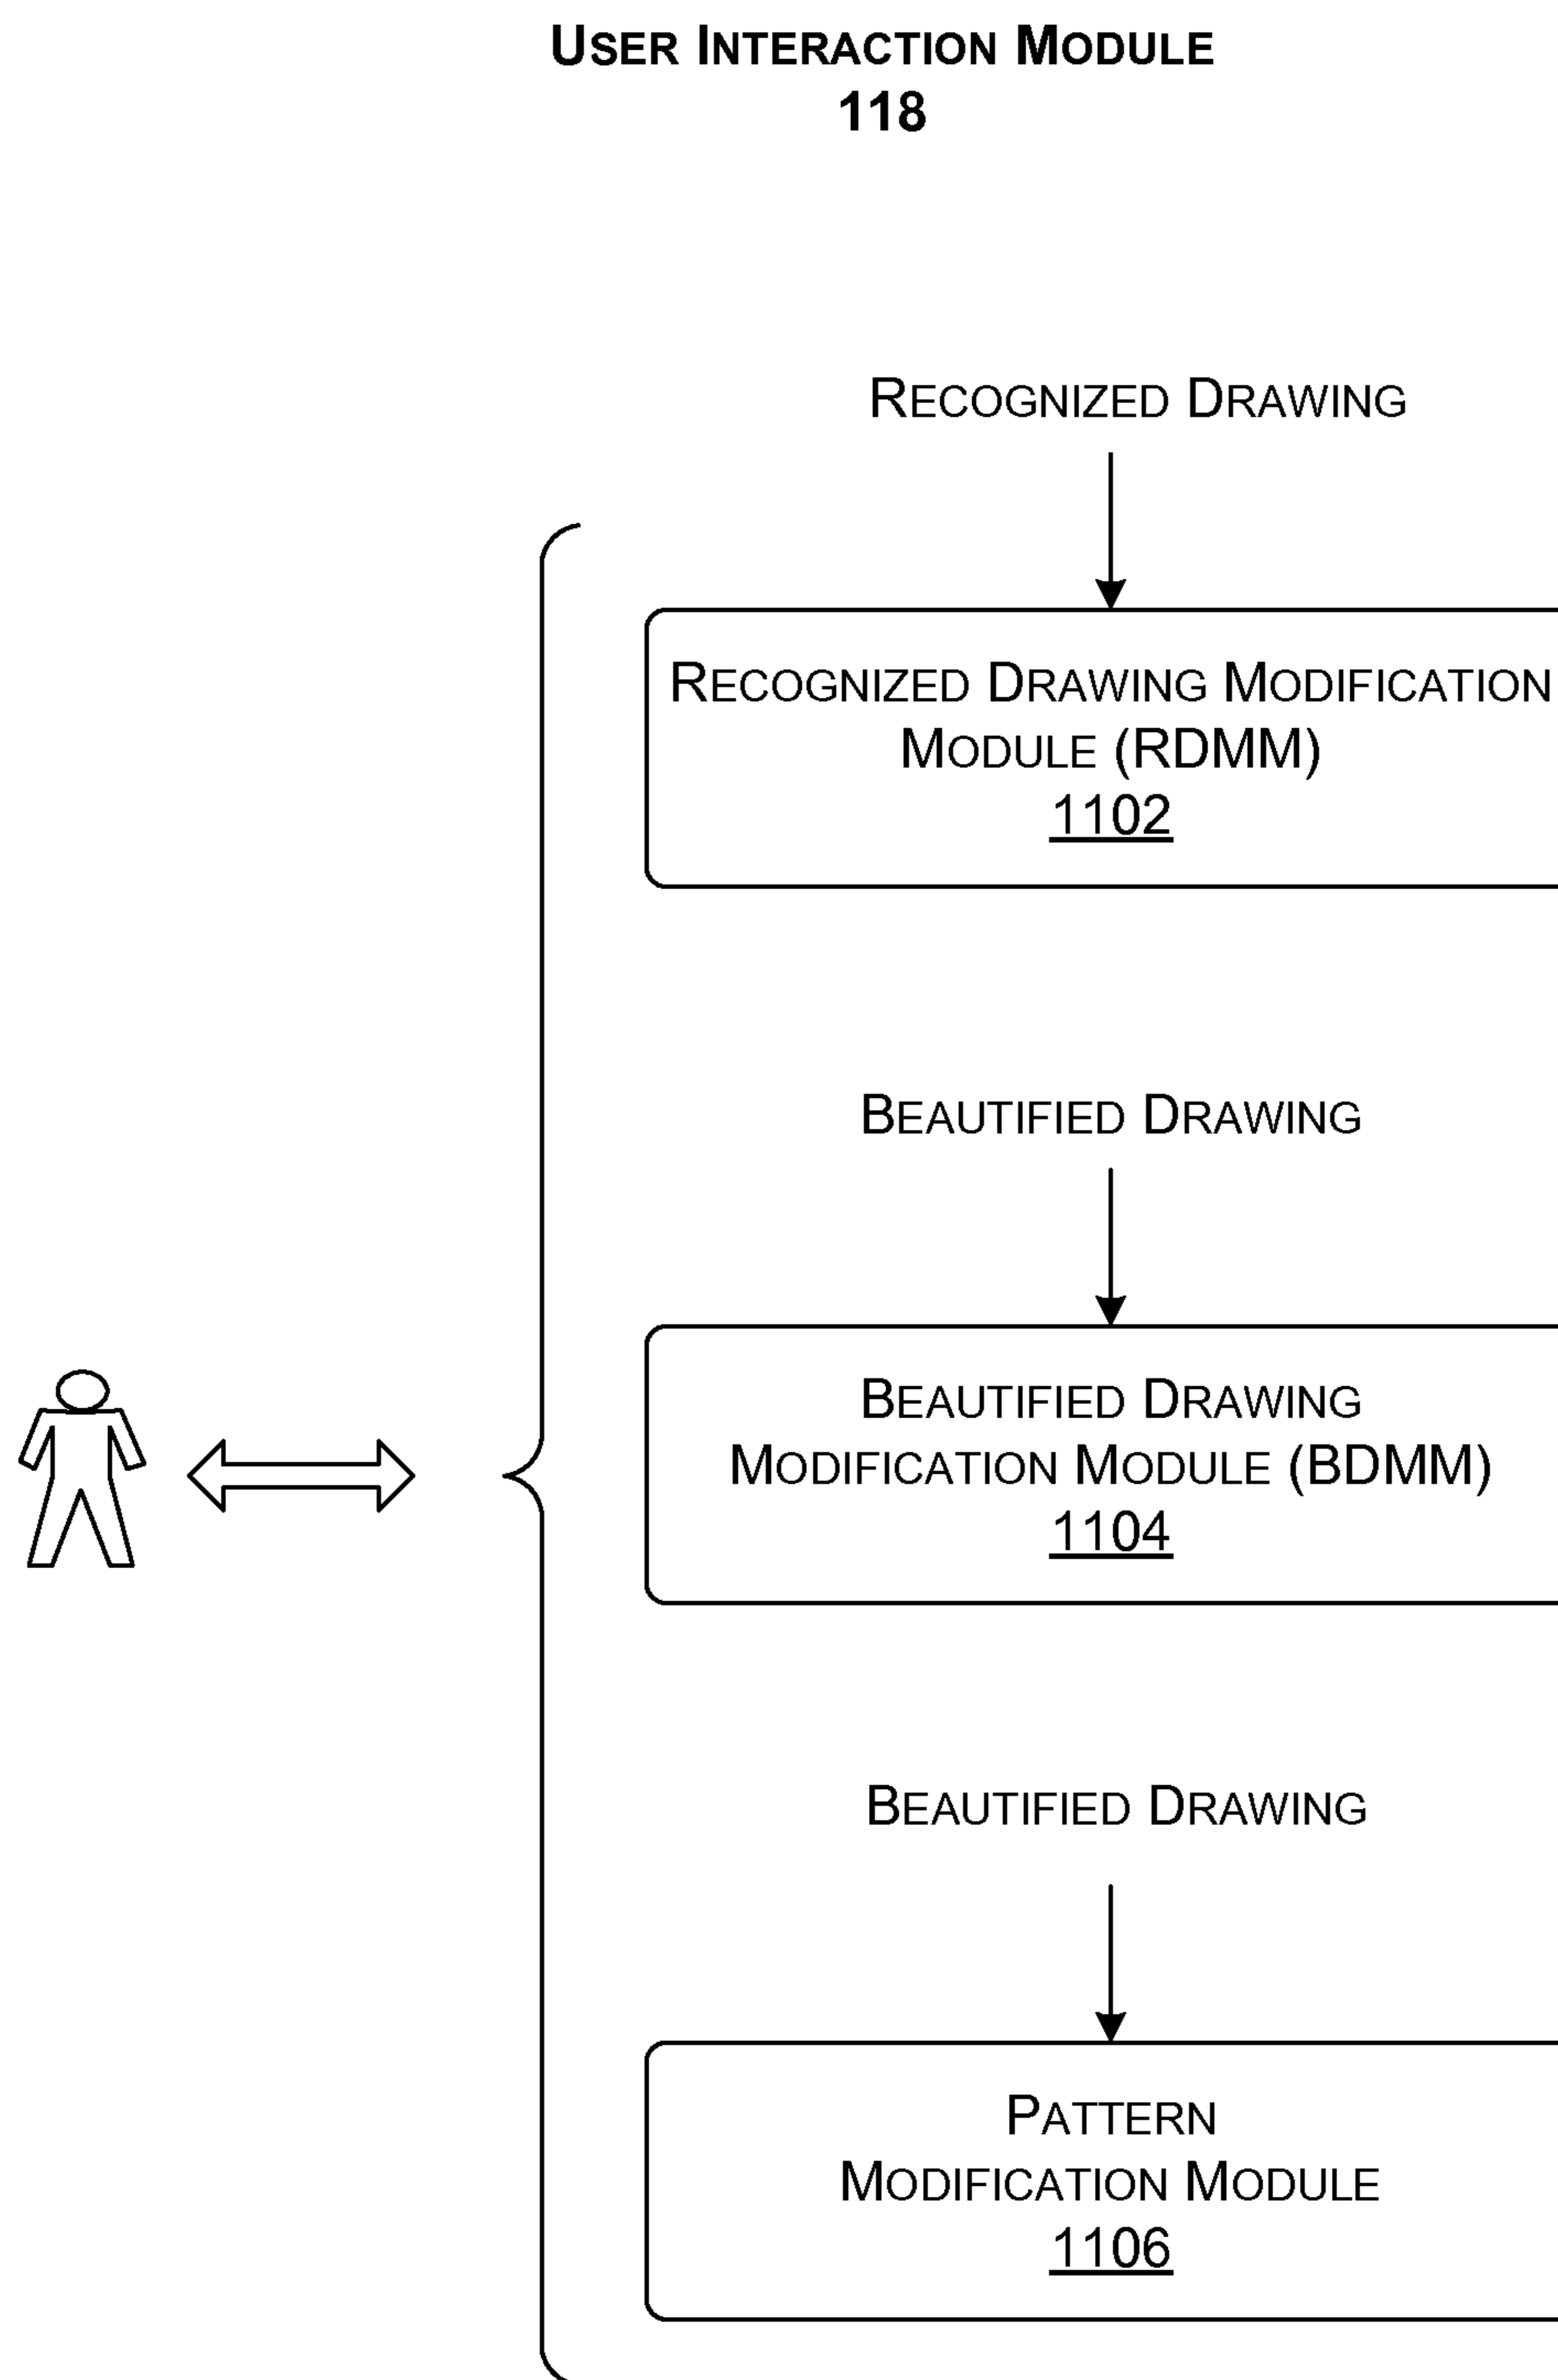 USER INTERACTION MODULE
118
RECOGNIZED DRAWING
RECOGNIZED DRAWING MODIFICATION
MODULE (RDMM)
1102
BEAUTIFIED DRAWING
BEAUTIFIED DRAWING
MODIFICATION MODULE (BDMM)
1104
BEAUTIFIED DRAWING
PATTERN
MODIFICATION MODULE
1106